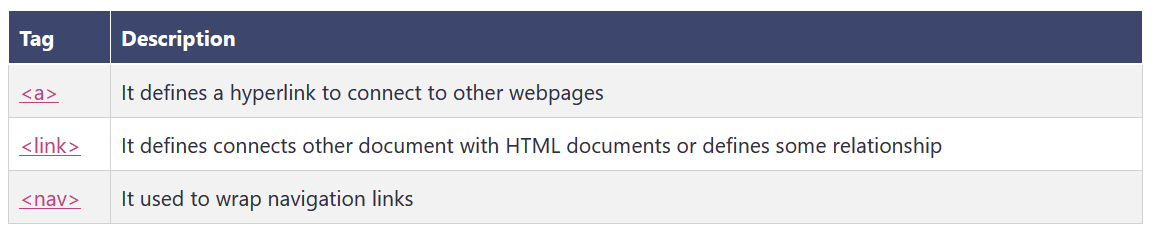 Tag Description
<a> It defines a hyperlink to connect to other webpages
<link> It defines connects other document with HTML documents or defines some relationship
<nav> It used to wrap navigation links